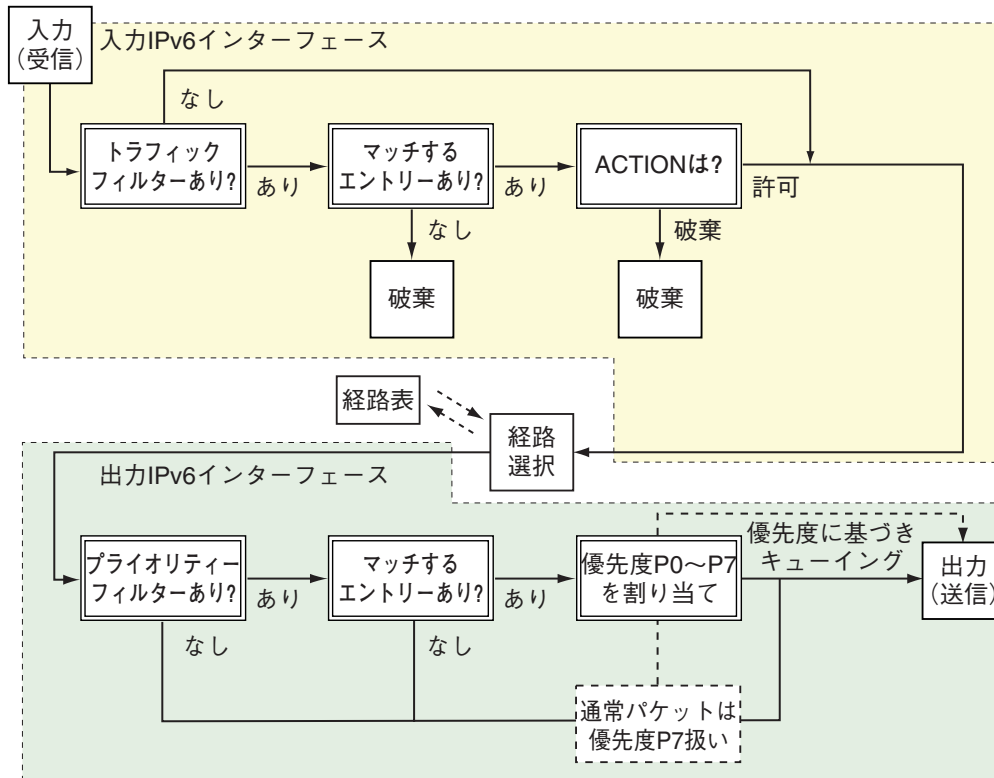 入力
(受信)
入力IPv6インターフェース
なし
トラフィック
フィルターあり?
あり
マッチする
エントリーあり?
あり
ACTIONは?
許可
なし
破棄
破棄
破棄
経路表
経路
選択
出力IPv6インターフェース
プライオリティー
フィルターあり?
あり
マッチする
エントリーあり?
あり
優先度P0～P7
を割り当て
優先度に基づき
キューイング
出力
(送信)
なし
なし
通常パケットは
優先度P7扱い